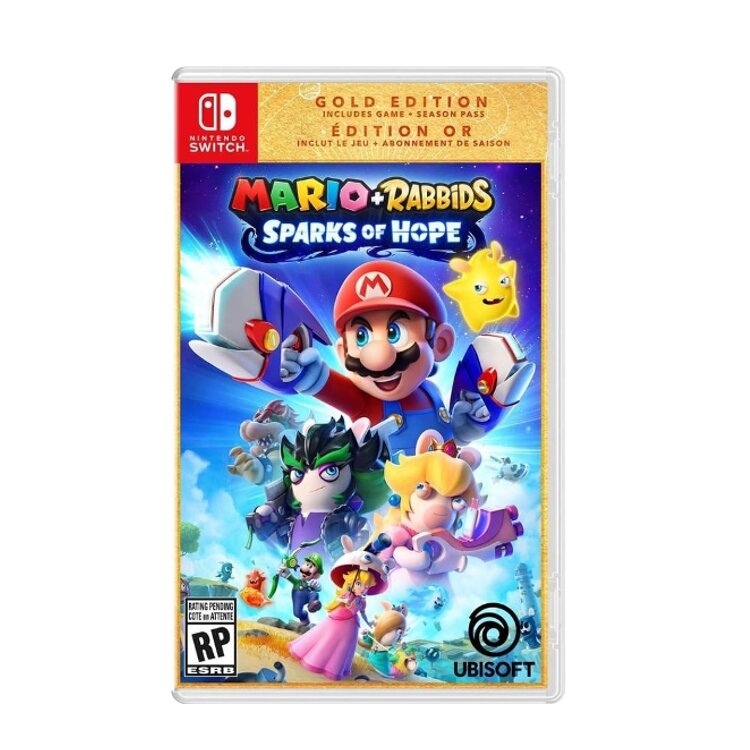 NINTENDO
SWITCH.
GOLD EDITION
INCLUDES GAME + SEASON PASS
ÉDITION OR
INCLUT LE JEU + ABONNEMENT DE SAISON
MARIO + RABBIDS
SPARKS OF HOPE
M
RATING PENDING
COTE en ATTENTE
RP
ESRB
UBISOFT